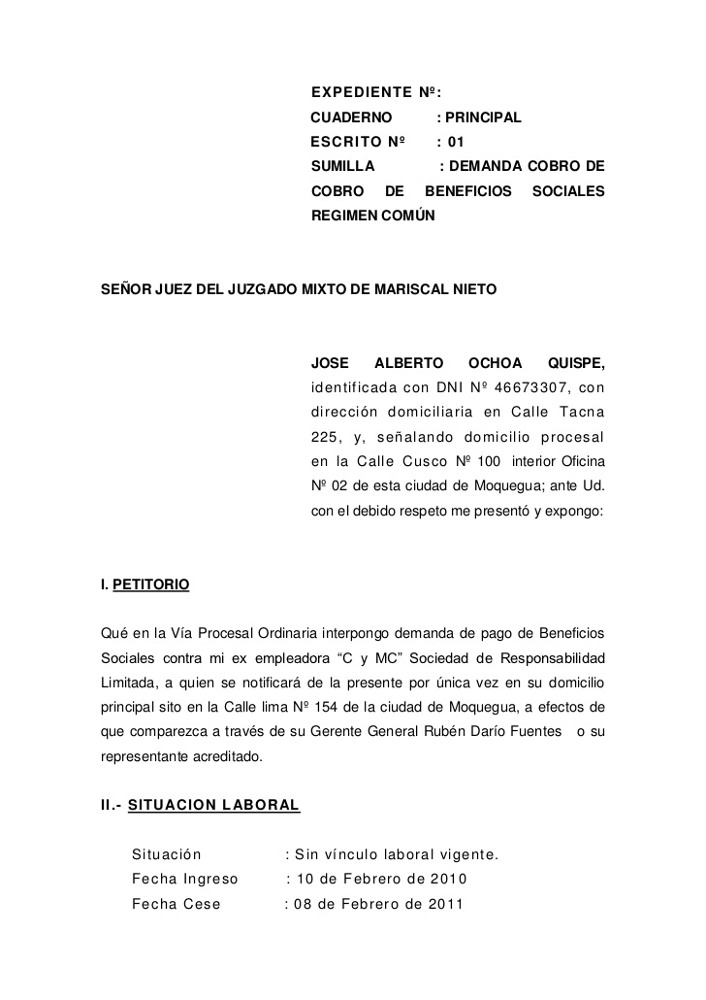 EXPEDIENTE Nº:
CUADERNO : PRINCIPAL
ESCRITO Nº : 01
SUMILLA : DEMANDA COBRO DE
COBRO DE BENEFICIOS SOCIALES
REGIMEN COMÚN
SEÑOR JUEZ DEL JUZGADO MIXTO DE MARISCAL NIETO
JOSE ALBERTO OCHOA QUISPE,
identificada con DNI Nº 46673307, con
dirección domiciliaria en Calle Tacna
225, y, señalando domicilio procesal
en la Calle Cusco Nº 100 interior Oficina
Nº 02 de esta ciudad de Moquegua; ante Ud.
con el debido respeto me presentó y expongo:
I. PETITORIO
Qué en la Vía Procesal Ordinaria interpongo demanda de pago de Beneficios
Sociales contra mi ex empleadora “C y MC” Sociedad de Responsabilidad
Limitada, a quien se notificará de la presente por única vez en su domicilio
principal sito en la Calle lima Nº 154 de la ciudad de Moquegua, a efectos de
que comparezca a través de su Gerente General Rubén Darío Fuentes o su
representante acreditado.
II.- SITUACION LABORAL
Situación : Sin vínculo laboral vigente.
Fecha Ingreso : 10 de Febrero de 2010
Fecha Cese : 08 de Febrero de 2011